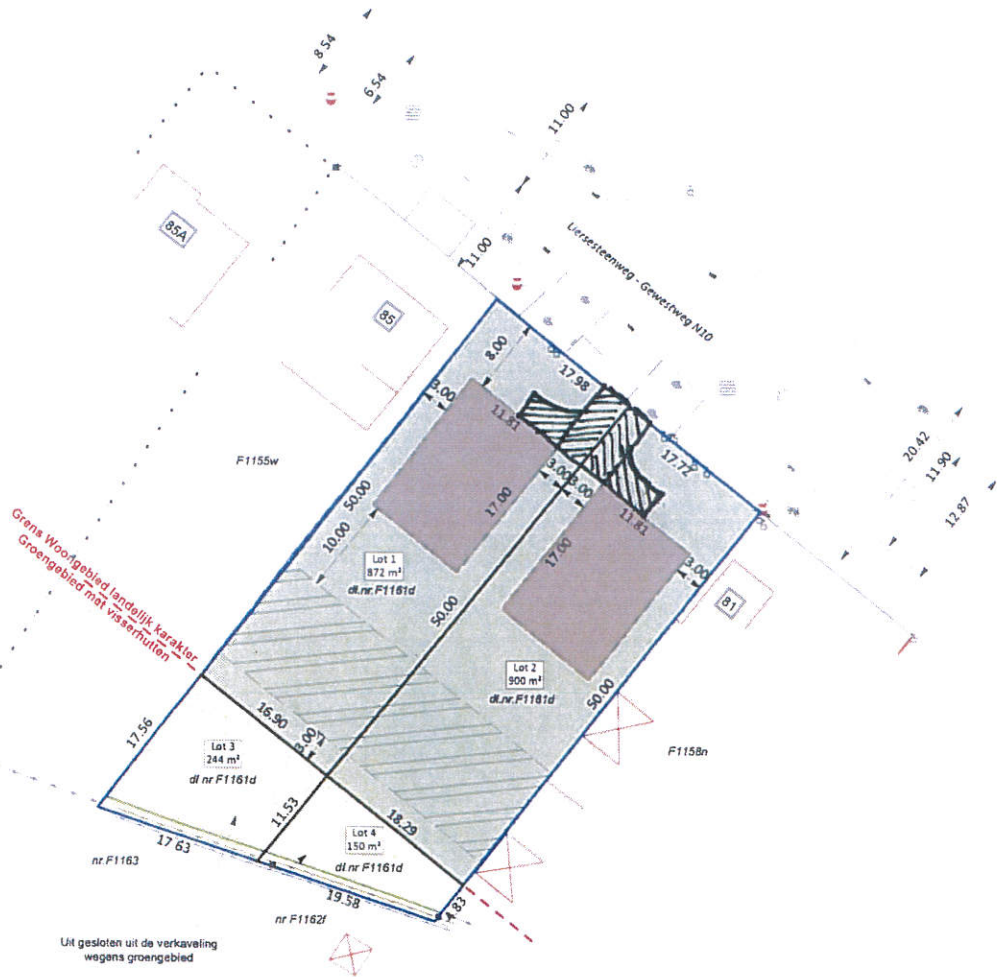 8.54
6.54
11.00
11.00
Liersesteenweg - Gewestweg N10
85A
85
8.00
17.98
3.00
11.81
17.72
20.42
11.90
12.87
F1155w
50.00
17.00
3.00
3.00
11.81
10.00
17.00
3.00
Grens Woongebied landelijk karakter
Groengebied met visserhutten
Lot 1
872 m²
dl.nr.F1161d
50.00
81
Lot 2
900 m²
dl.nr.F1161d
50.00
F1158n
17.56
16.90
3.00
Lot 3
244 m²
dl nr F1161d
11.53
18.29
Lot 4
150 m²
dl.nr F1161d
17 63
nr F1163
19.58
4.83
nr F1162f
Uit gesloten uit de verkaveling
wegens groengebied